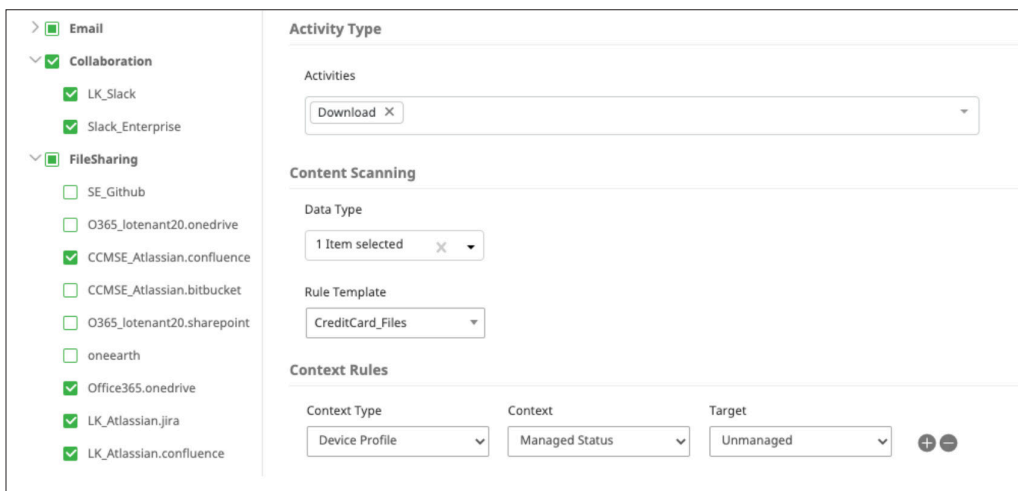 Email
Collaboration
LK_Slack
Slack_Enterprise
FileSharing
SE_Github
O365_lotenant20.onedrive
CCMSE_Atlassian.confluence
CCMSE_Atlassian.bitbucket
O365_lotenant20.sharepoint
oneearth
Office365.onedrive
LK_Atlassian.jira
LK_Atlassian.confluence
Activity Type
Activities
Download ×
Content Scanning
Data Type
1 Item selected ×
Rule Template
CreditCard_Files
Context Rules
Context Type Context Target
Device Profile Managed Status Unmanaged